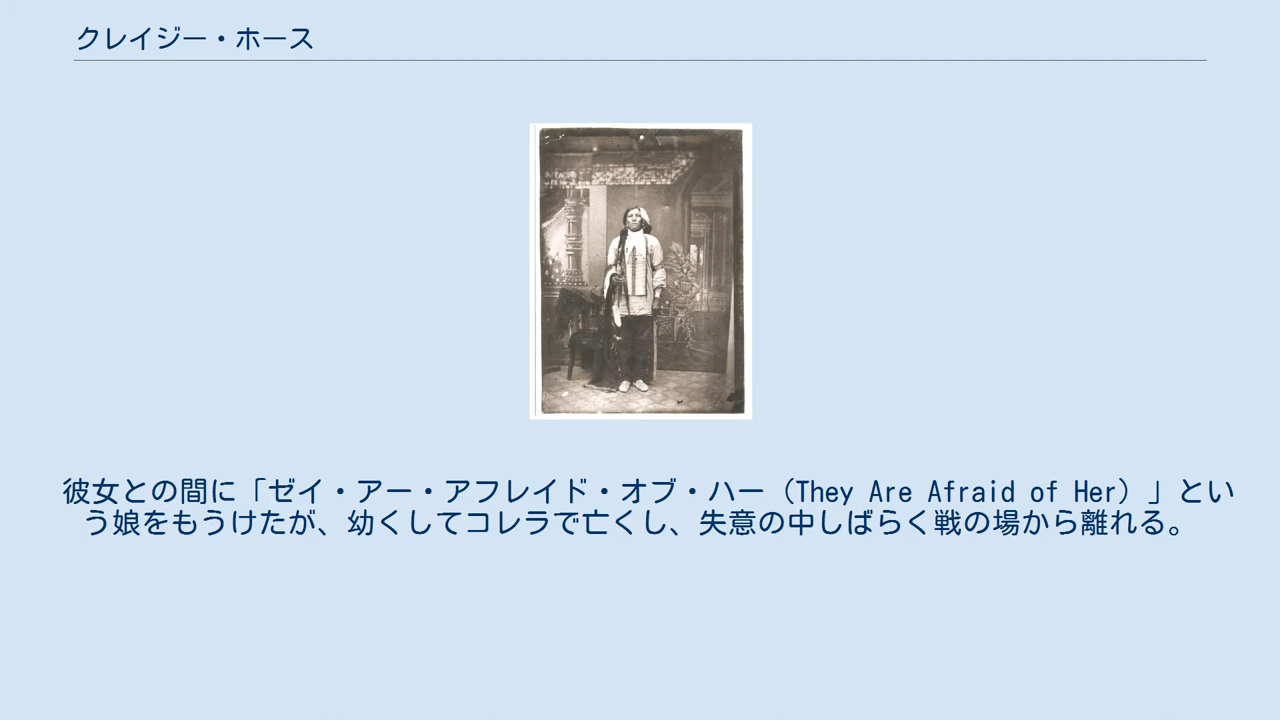 クレイジー・ホース
彼女との間に「ゼイ・アー・アフレイド・オブ・ハー（They Are Afraid of Her）」とい
う娘をもうけたが、幼くしてコレラで亡くし、失意の中しばらく戦の場から離れる。